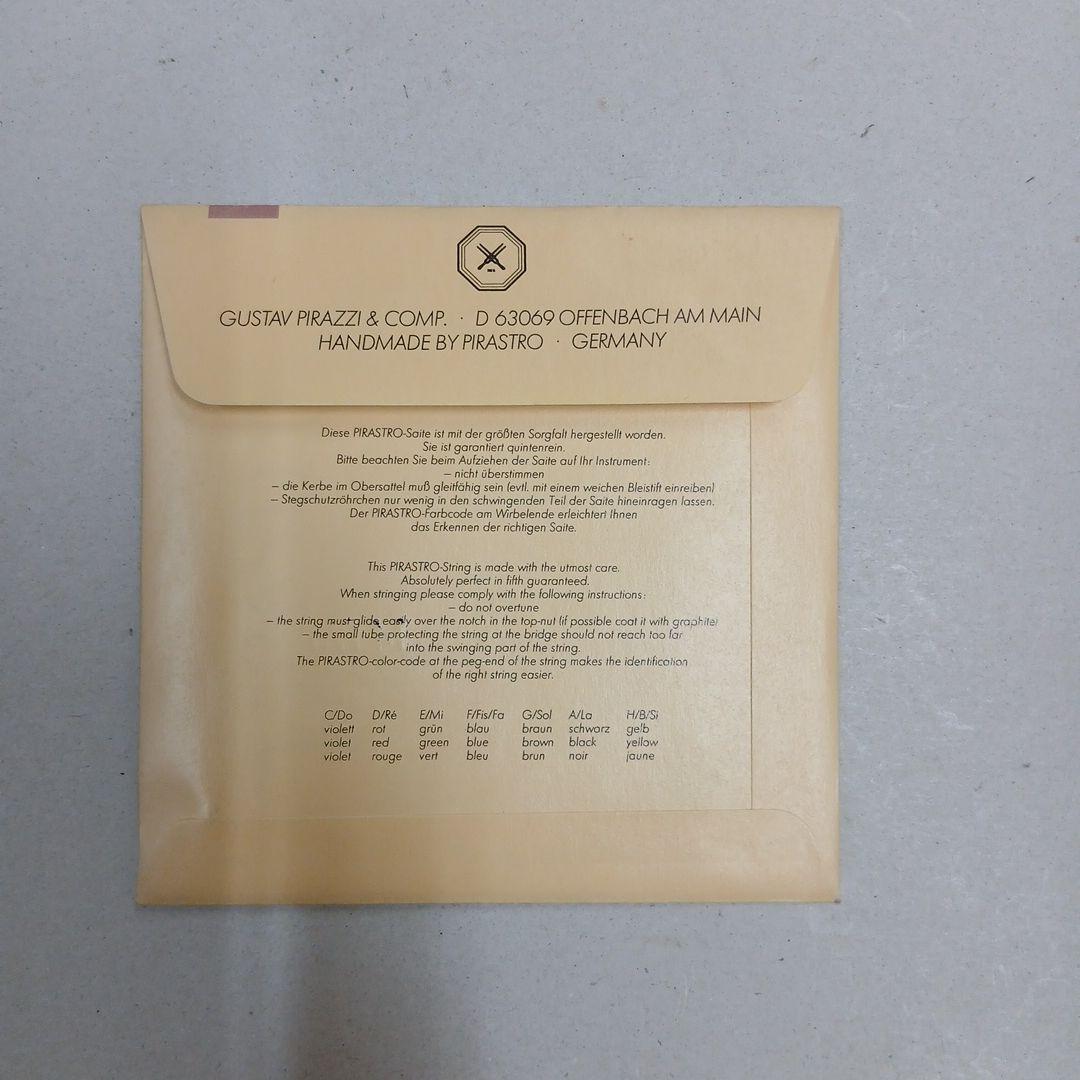 GUSTAV PIRAZZI & COMP. · D 63069 OFFENBACH AM MAIN
HANDMADE BY PIRASTRO · GERMANY
Diese PIRASTRO-Saite ist mit der größten Sorgfalt hergestellt worden.
Sie ist garantiert quintenrein.
Bitte beachten Sie beim Aufziehen der Saite auf Ihr Instrument:
– nicht überstimmen
– die Kerbe im Obersattel muß gleitfähig sein (evtl. mit einem weichen Bleistift einreiben)
– Stegschutzröhrchen nur wenig in den schwingenden Teil der Saite hineinragen lassen.
Der PIRASTRO-Farbcode am Wirbelende erleichtert Ihnen
das Erkennen der richtigen Saite.
This PIRASTRO-String is made with the utmost care.
Absolutely perfect in fifth guaranteed.
When stringing please comply with the following instructions:
– do not overtune
– the string must glide easily over the notch in the top-nut (if possible coat it with graphite)
– the small tube protecting the string at the bridge should not reach too far
into the swinging part of the string.
The PIRASTRO-color-code at the peg-end of the string makes the identification
of the right string easier.
C/Do D/Ré E/Mi F/Fis/Fa G/Sol A/La H/B/Si
violett rot grün blau braun schwarz gelb
violet red green blue brown black yellow
violet rouge vert bleu brun noir jaune